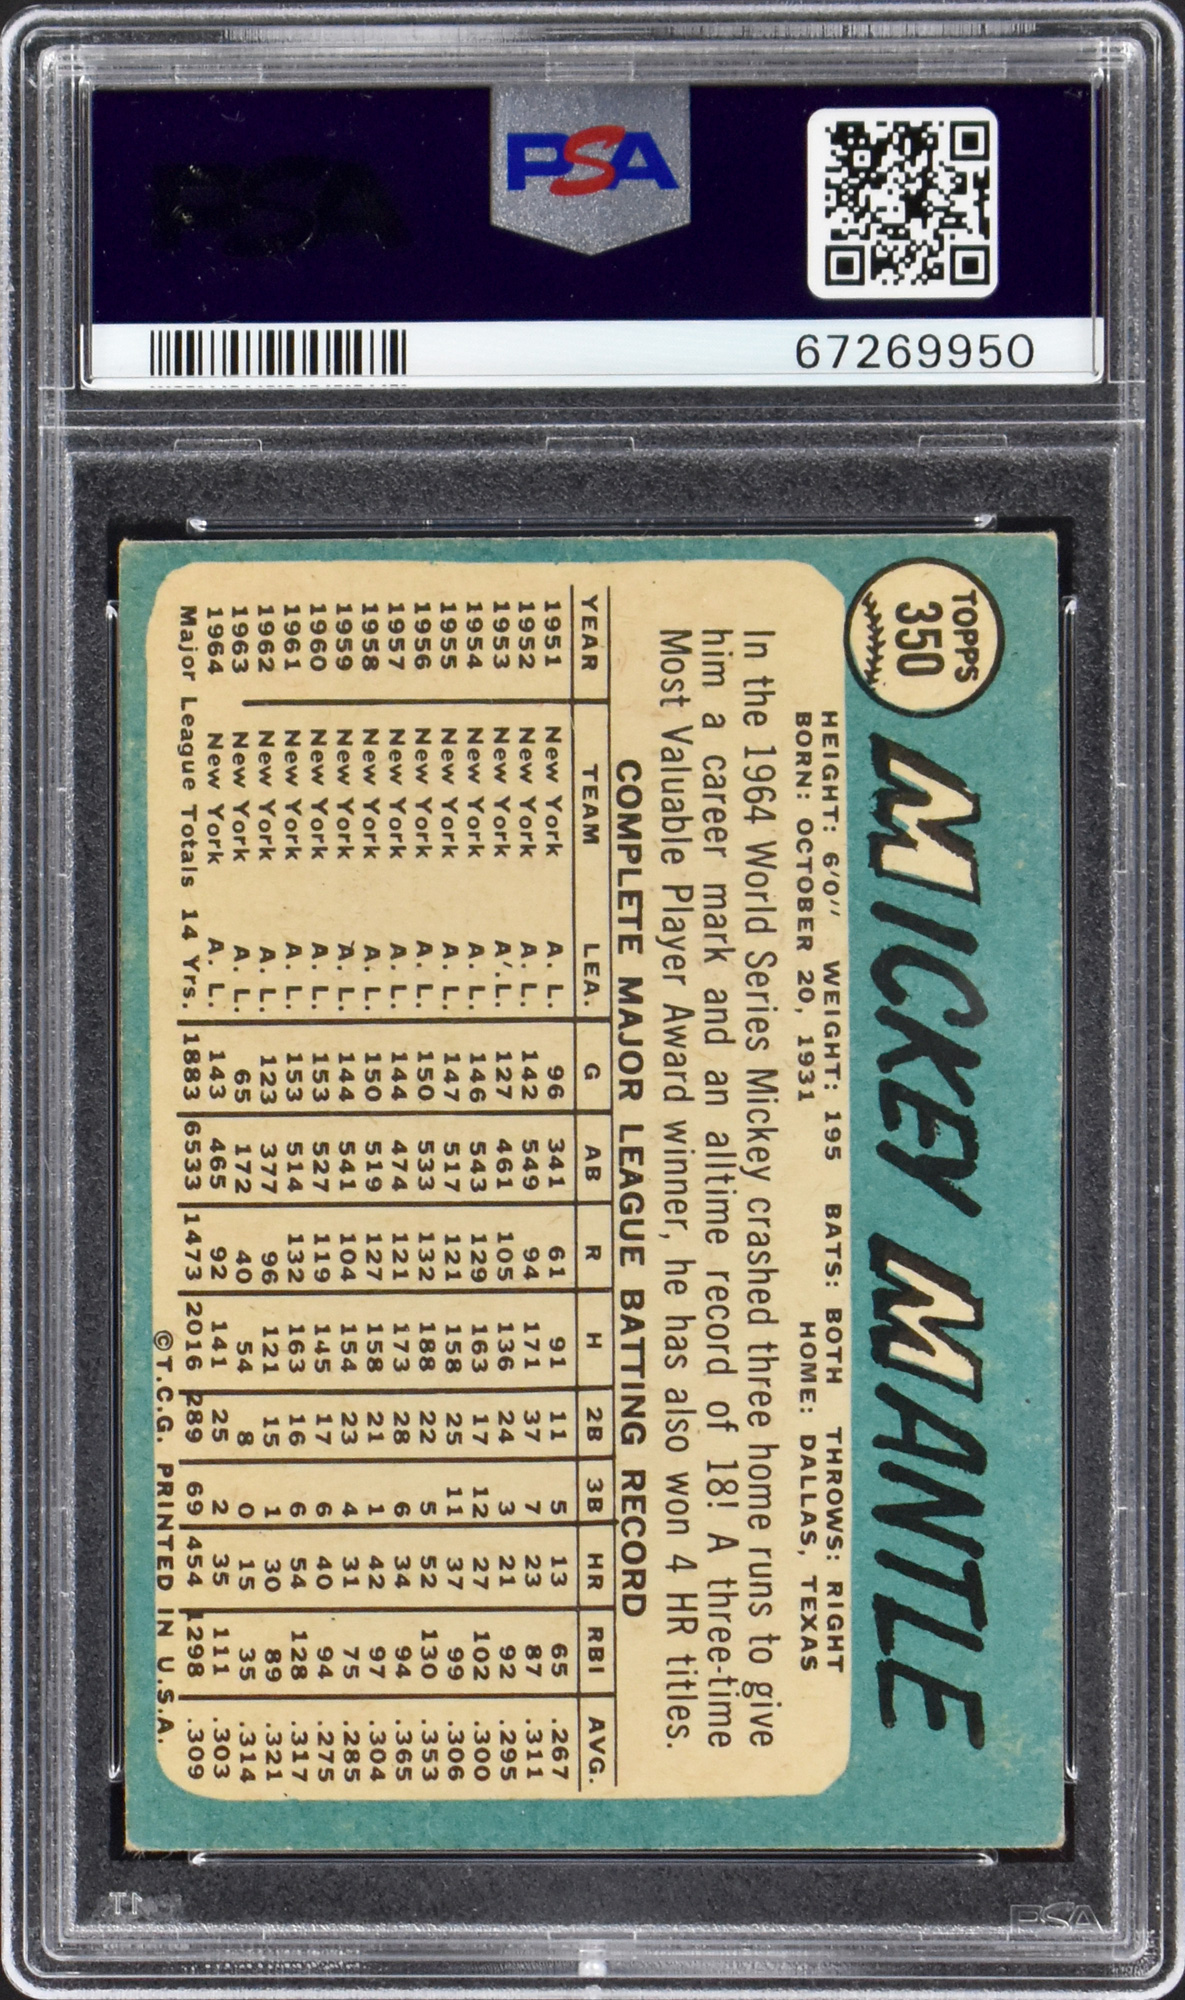 PSA
67269950
TOPPS
350
MICKEY MANTLE
HEIGHT: 6'0" WEIGHT: 195 BATS: BOTH THROWS: RIGHT
BORN: OCTOBER 20, 1931 HOME: DALLAS, TEXAS
In the 1964 World Series Mickey crashed three home runs to give
him a career mark and an alltime record of 18! A three-time
Most Valuable Player Award winner, he has also won 4 HR titles.
COMPLETE MAJOR LEAGUE BATTING RECORD
YEAR TEAM LEA. G AB R H 2B 3B HR RBI AVG.
1951 New York A. L. 96 341 61 91 11 5 13 65 .267
1952 New York A. L. 142 549 94 171 37 7 23 87 .311
1953 New York A. L. 127 461 105 136 24 3 21 92 .295
1954 New York A. L. 146 543 129 163 17 12 27 102 .300
1955 New York A. L. 147 517 121 158 25 11 37 99 .306
1956 New York A. L. 150 533 132 188 22 5 52 130 .353
1957 New York A. L. 144 474 121 173 28 6 34 94 .365
1958 New York A. L. 150 519 127 158 21 1 42 97 .304
1959 New York A. L. 144 541 104 154 23 4 31 75 .285
1960 New York A. L. 153 527 119 145 17 6 40 94 .275
1961 New York A. L. 153 514 132 163 16 6 54 128 .317
1962 New York A. L. 123 377 96 121 15 1 30 89 .321
1963 New York A. L. 65 172 40 54 8 0 15 35 .314
1964 New York A. L. 143 465 92 141 25 2 35 111 .303
Major League Totals 14 Yrs. 1883 6533 1473 2016 289 69 454 1298 .309
©T.C.G. PRINTED IN U.S.A.
PSA